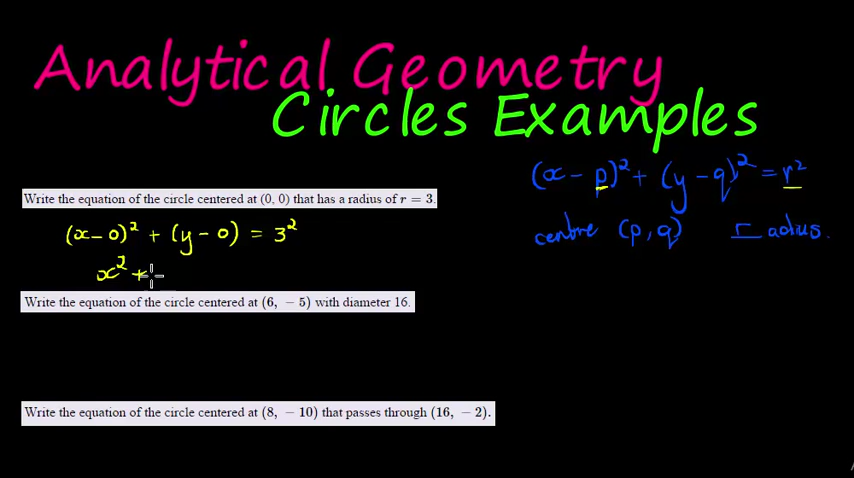 Analytical Geometry
Circles Examples
(x - p)² + (y - q)² = r²
centre (p, q) radius.
Write the equation of the circle centered at (0, 0) that has a radius of r = 3.
(x - 0)² + (y - 0) = 3²
x² +
Write the equation of the circle centered at (6, -5) with diameter 16.
Write the equation of the circle centered at (8, -10) that passes through (16, -2).